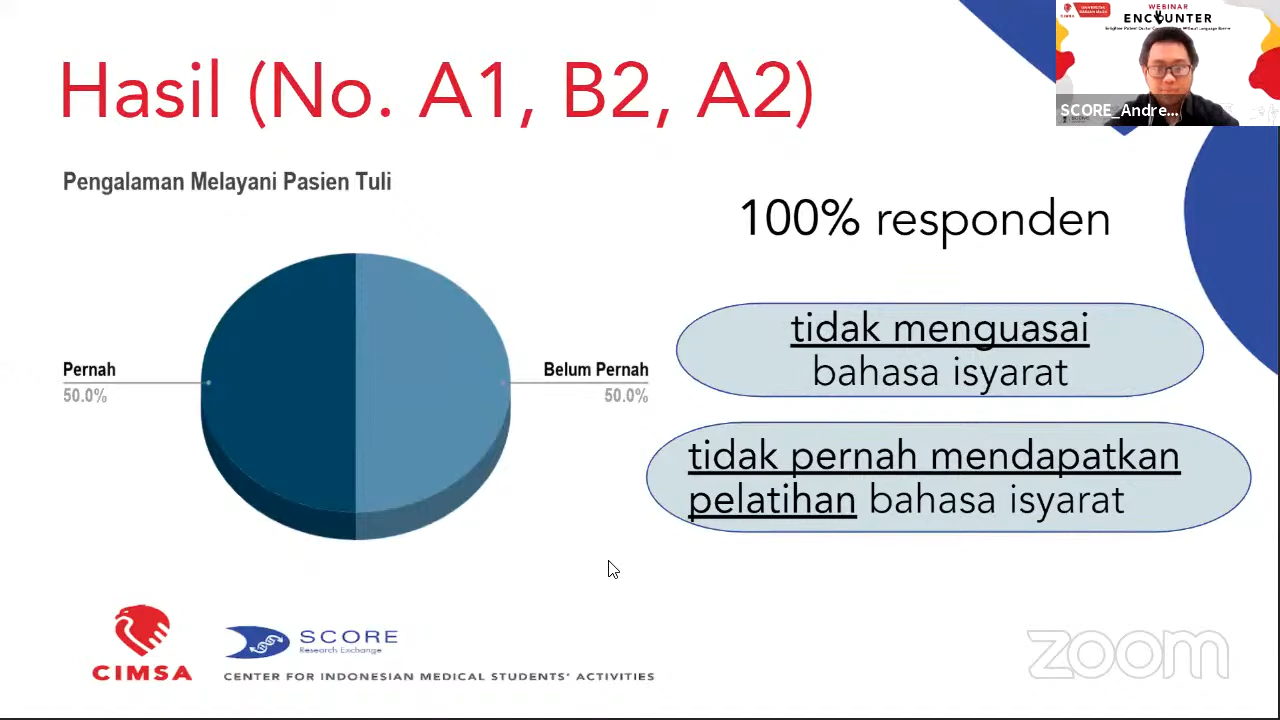 Hasil (No. A1, B2, A2)
WEBINAR
ENCOUNTER
SCORE_Andre...
Pengalaman Melayani Pasien Tuli
100% responden
tidak menguasai
bahasa isyarat
Pernah
50.0%
Belum Pernah
50.0%
tidak pernah mendapatkan
pelatihan bahasa isyarat
CIMSA
SCORE
Research Exchange
CENTER FOR INDONESIAN MEDICAL STUDENTS' ACTIVITIES
zoom